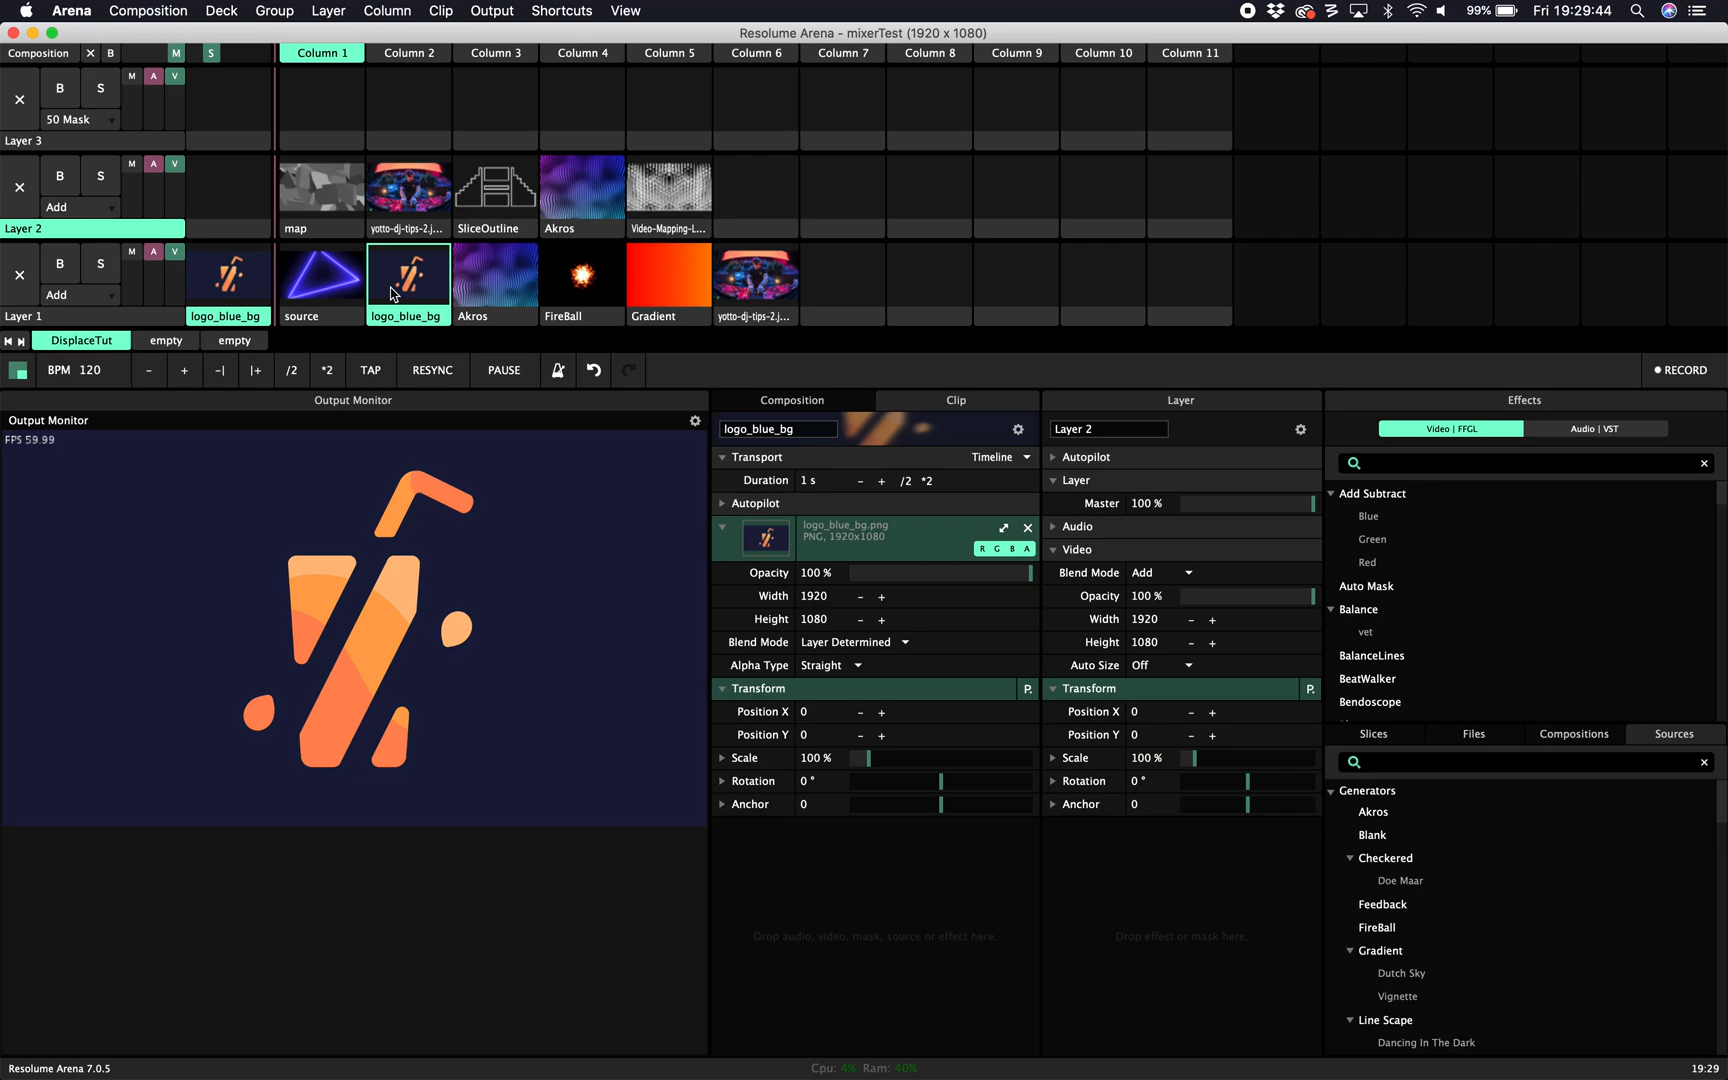 Arena Composition Deck Group Layer Column Clip Output Shortcuts View 99% Fri 19:29:44
Resolume Arena - mixerTest (1920 x 1080)
Composition B M S Column 1 Column 2 Column 3 Column 4 Column 5 Column 6 Column 7 Column 8 Column 9 Column 10 Column 11
B S M A V
50 Mask
Layer 3
B S M A V
Add
Layer 2 map yotto-dj-tips-2.j... SliceOutline Akros Video-Mapping-L...
B S M A V
Add
Layer 1 logo_blue_bg source logo_blue_bg Akros FireBall Gradient yotto-dj-tips-2.j...
DisplaceTut empty empty
BPM 120 - + -| |+ /2 *2 TAP RESYNC PAUSE RECORD
Output Monitor Composition Clip Layer Effects
Output Monitor
FPS 59.99
logo_blue_bg
Transport Timeline
Duration 1 s - + /2 *2
Autopilot
logo_blue_bg.png
PNG, 1920x1080
R G B A
Opacity 100 %
Width 1920 - +
Height 1080 - +
Blend Mode Layer Determined
Alpha Type Straight
Transform P.
Position X 0 - +
Position Y 0 - +
Scale 100 %
Rotation 0 °
Anchor 0
Drop audio, video, mask, source or effect here.
Layer 2
Autopilot
Layer
Master 100 %
Audio
Video
Blend Mode Add
Opacity 100 %
Width 1920 - +
Height 1080 - +
Auto Size Off
Transform P.
Position X 0 - +
Position Y 0 - +
Scale 100 %
Rotation 0 °
Anchor 0
Drop effect or mask here.
Video | FFGL Audio | VST
Add Subtract
Blue
Green
Red
Auto Mask
Balance
vet
BalanceLines
BeatWalker
Bendoscope
Slices Files Compositions Sources
Generators
Akros
Blank
Checkered
Doe Maar
Feedback
FireBall
Gradient
Dutch Sky
Vignette
Line Scape
Dancing In The Dark
Resolume Arena 7.0.5 Cpu: 4% Ram: 40% 19:29